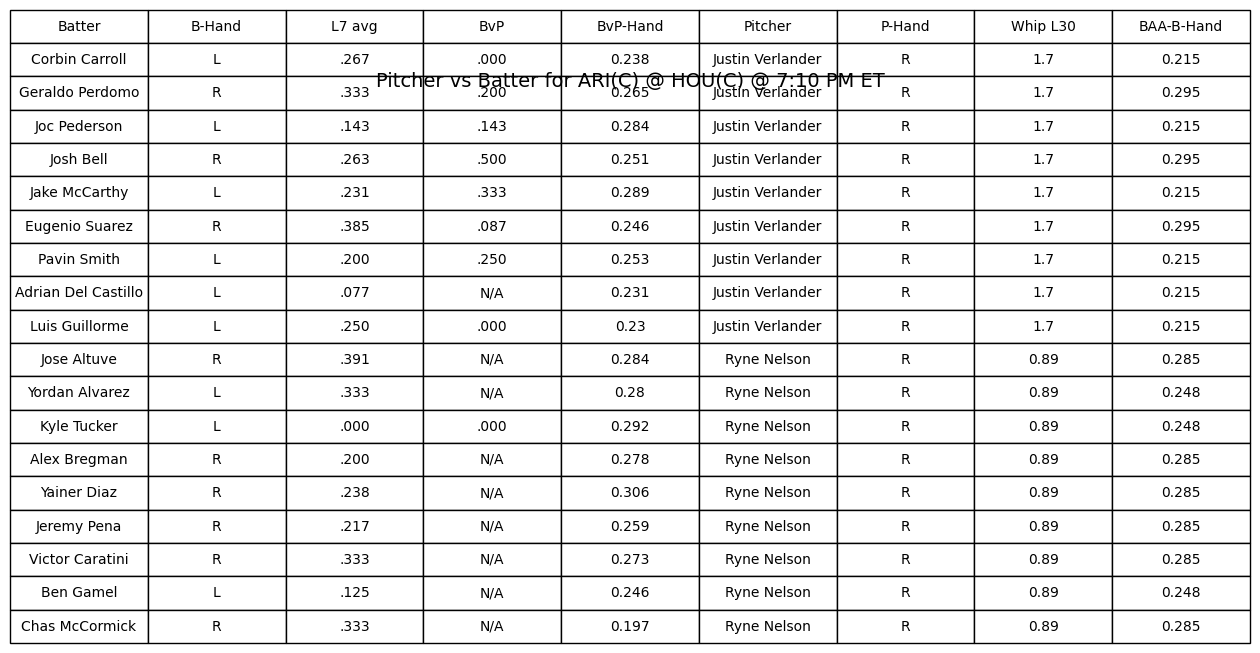 Batter B-Hand L7 avg BvP BvP-Hand Pitcher P-Hand Whip L30 BAA-B-Hand
Corbin Carroll L .267 .000 0.238 Justin Verlander R 1.7 0.215
Pitcher vs Batter for ARI(C) @ HOU(C) @ 7:10 PM ET
Geraldo Perdomo R .333 .200 0.265 Justin Verlander R 1.7 0.295
Joc Pederson L .143 .143 0.284 Justin Verlander R 1.7 0.215
Josh Bell R .263 .500 0.251 Justin Verlander R 1.7 0.295
Jake McCarthy L .231 .333 0.289 Justin Verlander R 1.7 0.215
Eugenio Suarez R .385 .087 0.246 Justin Verlander R 1.7 0.295
Pavin Smith L .200 .250 0.253 Justin Verlander R 1.7 0.215
Adrian Del Castillo L .077 N/A 0.231 Justin Verlander R 1.7 0.215
Luis Guillorme L .250 .000 0.23 Justin Verlander R 1.7 0.215
Jose Altuve R .391 N/A 0.284 Ryne Nelson R 0.89 0.285
Yordan Alvarez L .333 N/A 0.28 Ryne Nelson R 0.89 0.248
Kyle Tucker L .000 .000 0.292 Ryne Nelson R 0.89 0.248
Alex Bregman R .200 N/A 0.278 Ryne Nelson R 0.89 0.285
Yainer Diaz R .238 N/A 0.306 Ryne Nelson R 0.89 0.285
Jeremy Pena R .217 N/A 0.259 Ryne Nelson R 0.89 0.285
Victor Caratini R .333 N/A 0.273 Ryne Nelson R 0.89 0.285
Ben Gamel L .125 N/A 0.246 Ryne Nelson R 0.89 0.248
Chas McCormick R .333 N/A 0.197 Ryne Nelson R 0.89 0.285